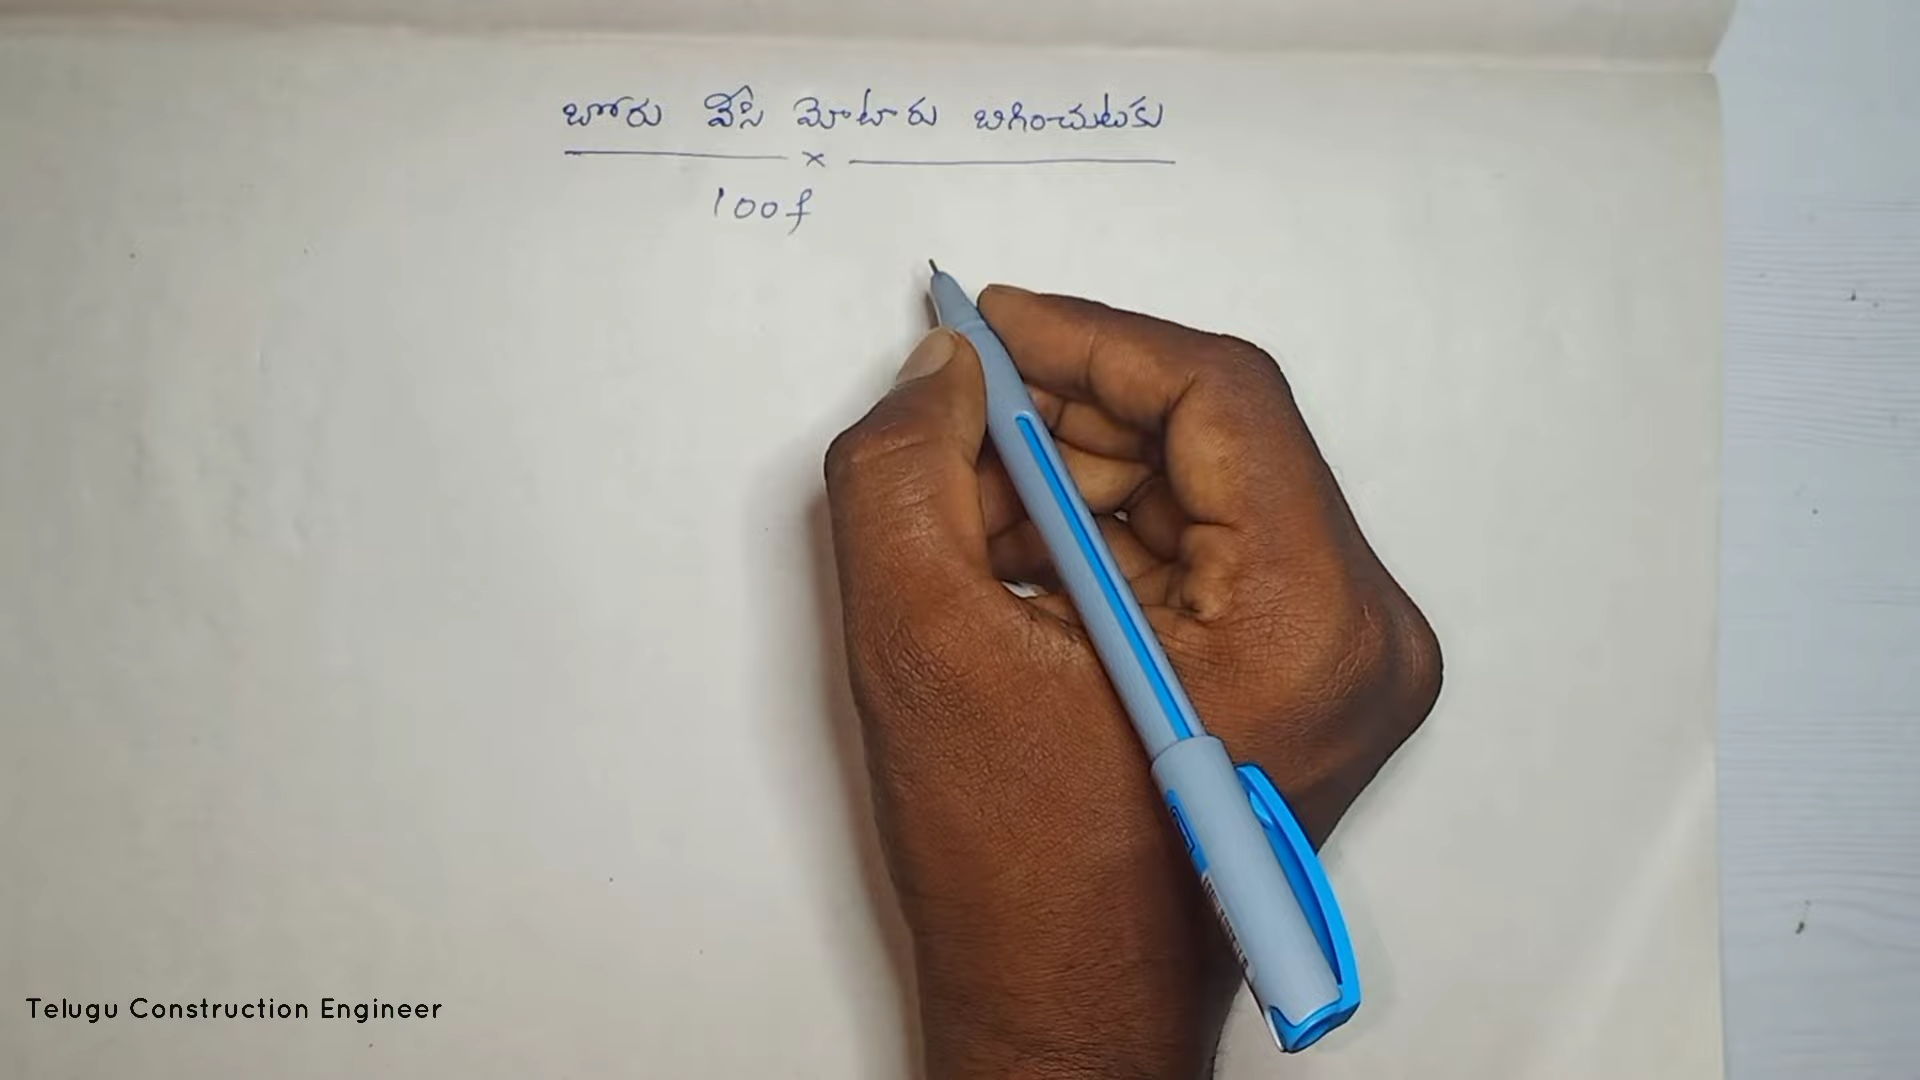 బోరు వేసి మోటారు బిగించుటకు
x
100f
Telugu Construction Engineer